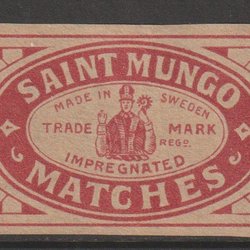 SAINT MUNGO
MADE IN SWEDEN
TRADE MARK
REGD.
IMPREGNATED
MATCHES